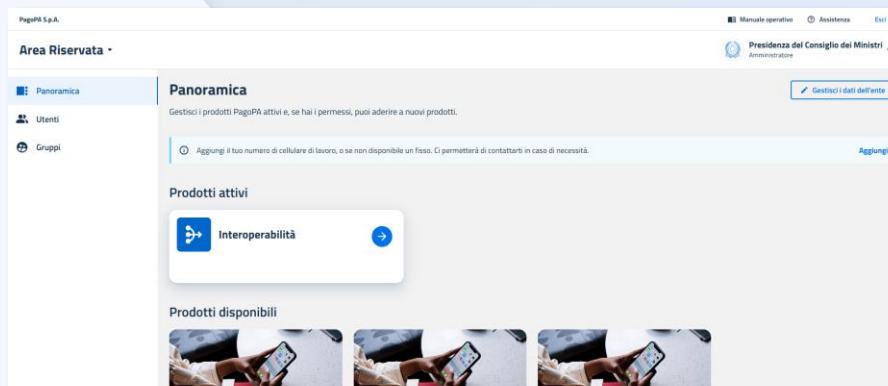 PagoPA S.p.A.
Manuale operativo
Assistenza
Esci
Area Riservata
Presidenza del Consiglio dei Ministri
Amministratore
Panoramica
Utenti
Gruppi
Panoramica
Gestisci i dati dell'ente
Gestisci i prodotti PagoPA attivi e, se hai i permessi, puoi aderire a nuovi prodotti.
Aggiungi il tuo numero di cellulare di lavoro, o se non disponibile un fisso. Ci permetterà di contattarti in caso di necessità.
Aggiungi
Prodotti attivi
Interoperabilità
Prodotti disponibili